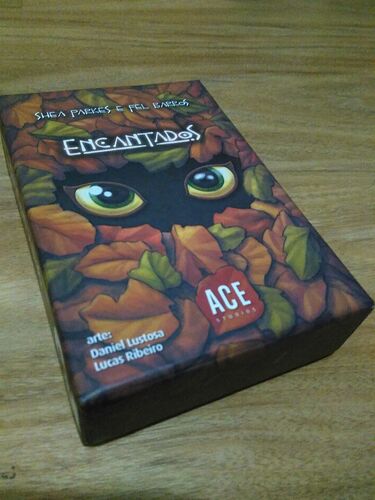 SHEA PARKES E FEL BARROS
ENCANTADOS
ACE
STUDIOS
arte:
Daniel Lustosa
Lucas Ribeiro